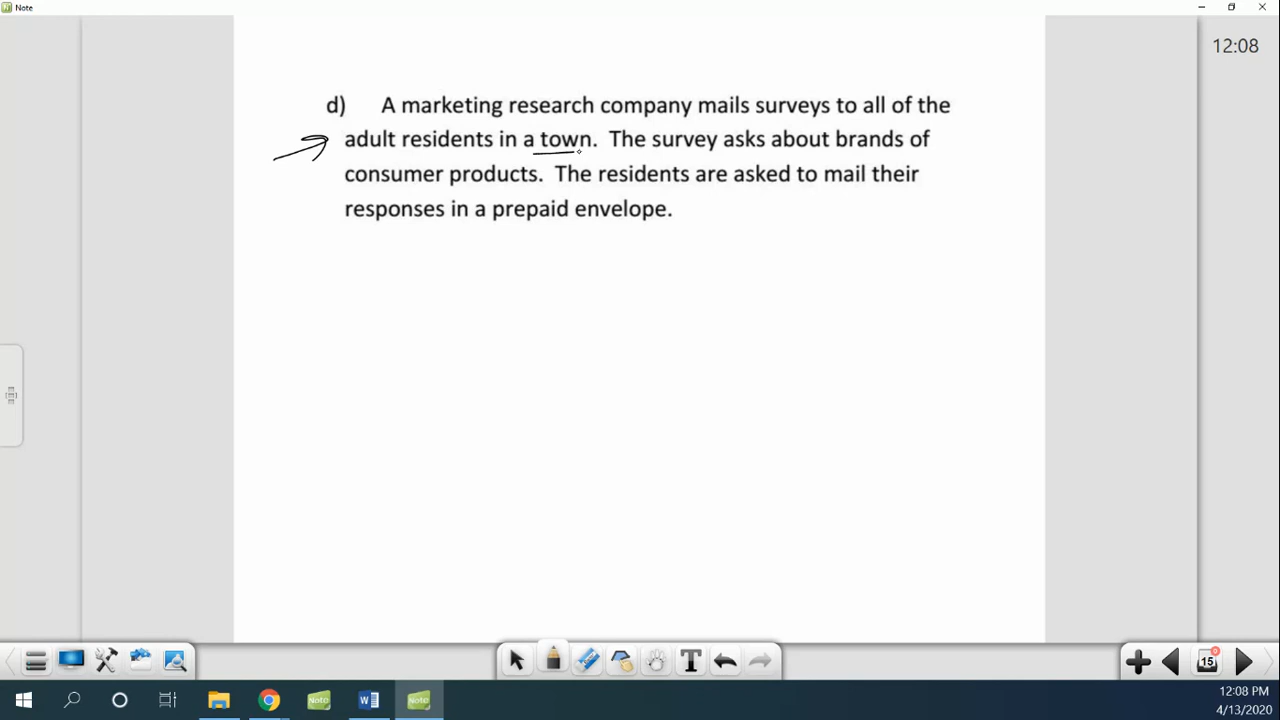 Note
12:08
d) A marketing research company mails surveys to all of the
adult residents in a town. The survey asks about brands of
consumer products. The residents are asked to mail their
responses in a prepaid envelope.
T
15
Noto
Noto
12:08 PM
4/13/2020